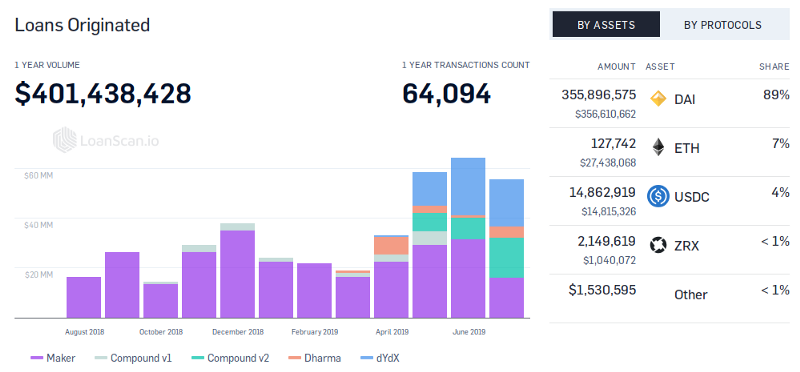 Loans Originated
1 YEAR VOLUME
$401,438,428
1 YEAR TRANSACTIONS COUNT
64,094
LoanScan.io
$60 MM
$40 MM
$20 MM
August 2018
October 2018
December 2018
February 2019
April 2019
June 2019
Maker
Compound v1
Compound v2
Dharma
dYdX
BY ASSETS
BY PROTOCOLS
AMOUNT ASSET SHARE
355,896,575 DAI 89%
$356,610,662
127,742 ETH 7%
$27,438,068
14,862,919 USDC 4%
$14,815,326
2,149,619 ZRX < 1%
$1,040,072
$1,530,595 Other < 1%